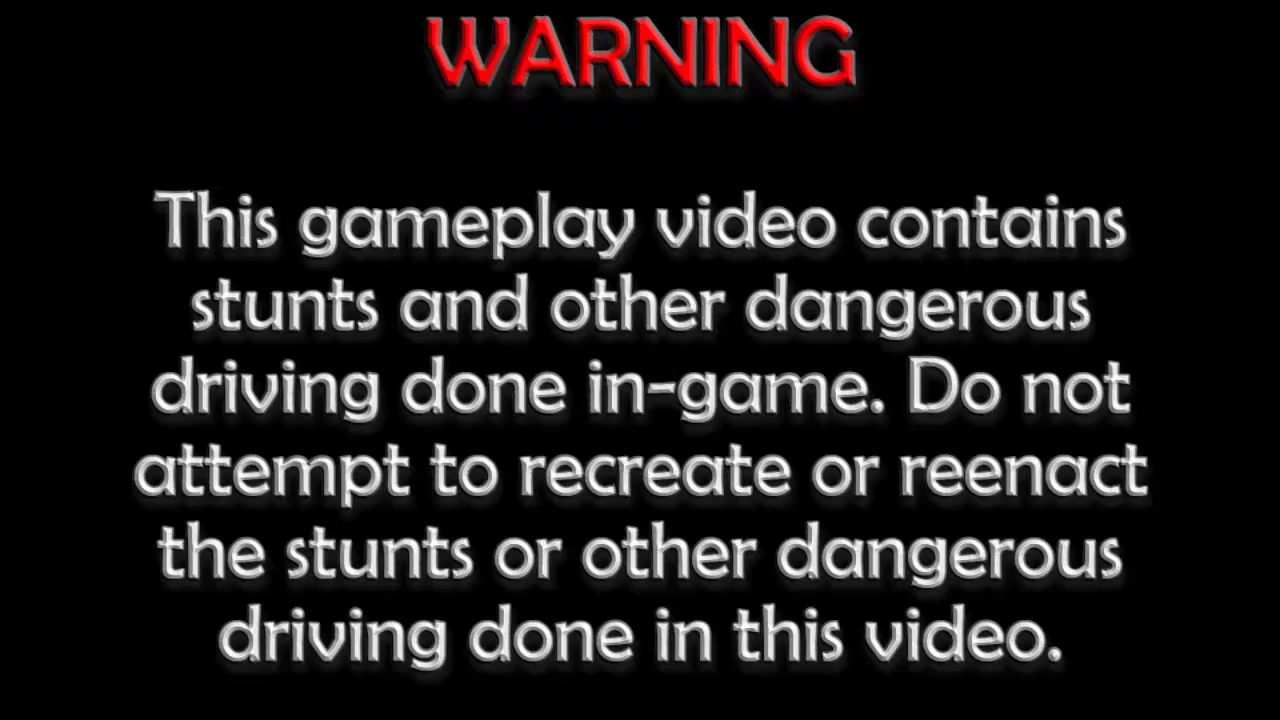 WARNING
This gameplay video contains
stunts and other dangerous
driving done in-game. Do not
attempt to recreate or reenact
the stunts or other dangerous
driving done in this video.